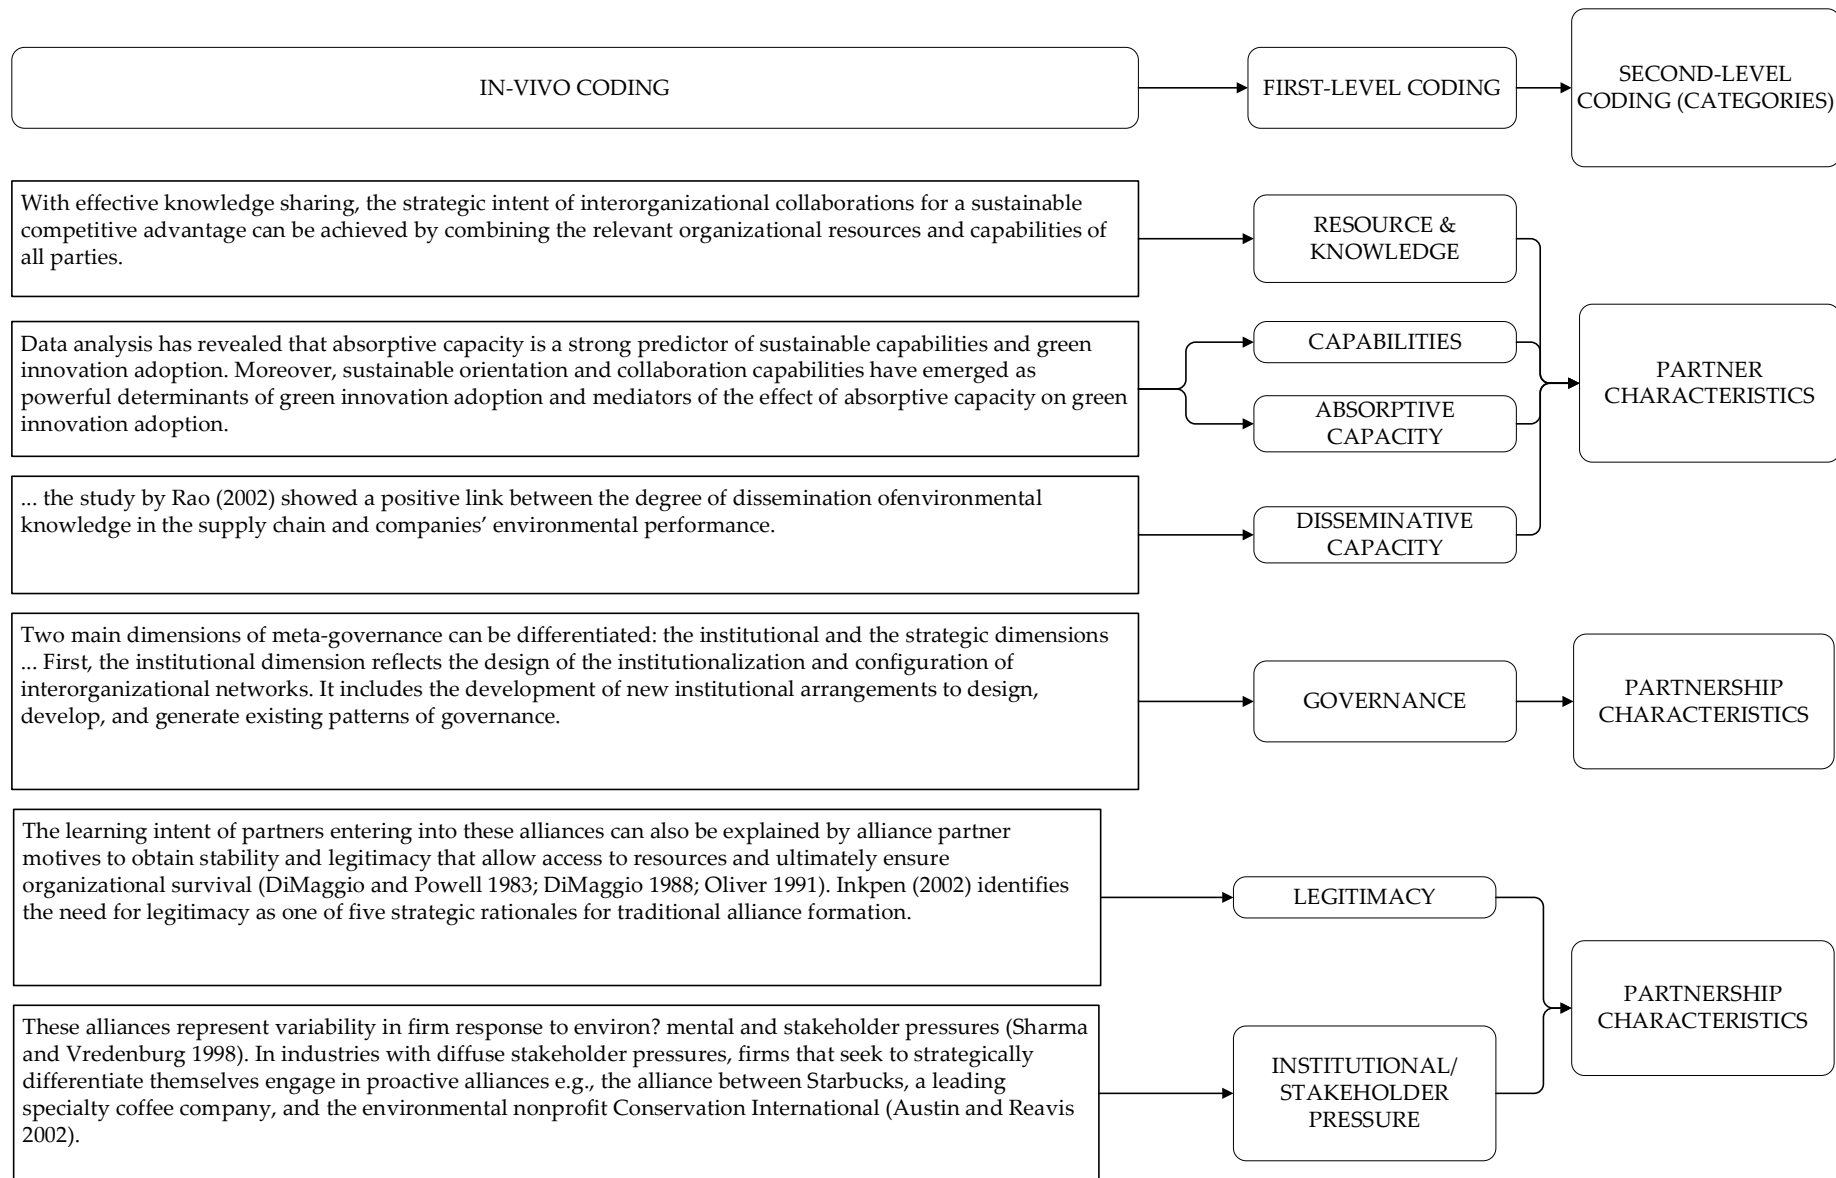 IN-VIVO CODING
FIRST-LEVEL CODING
SECOND-LEVEL
CODING (CATEGORIES)
With effective knowledge sharing, the strategic intent of interorganizational collaborations for a sustainable
competitive advantage can be achieved by combining the relevant organizational resources and capabilities of
all parties.
RESOURCE &
KNOWLEDGE
Data analysis has revealed that absorptive capacity is a strong predictor of sustainable capabilities and green
innovation adoption. Moreover, sustainable orientation and collaboration capabilities have emerged as
powerful determinants of green innovation adoption and mediators of the effect of absorptive capacity on green
innovation adoption.
CAPABILITIES
ABSORPTIVE
CAPACITY
PARTNER
CHARACTERISTICS
... the study by Rao (2002) showed a positive link between the degree of dissemination ofenvironmental
knowledge in the supply chain and companies’ environmental performance.
DISSEMINATIVE
CAPACITY
Two main dimensions of meta-governance can be differentiated: the institutional and the strategic dimensions
... First, the institutional dimension reflects the design of the institutionalization and configuration of
interorganizational networks. It includes the development of new institutional arrangements to design,
develop, and generate existing patterns of governance.
GOVERNANCE
PARTNERSHIP
CHARACTERISTICS
The learning intent of partners entering into these alliances can also be explained by alliance partner
motives to obtain stability and legitimacy that allow access to resources and ultimately ensure
organizational survival (DiMaggio and Powell 1983; DiMaggio 1988; Oliver 1991). Inkpen (2002) identifies
the need for legitimacy as one of five strategic rationales for traditional alliance formation.
LEGITIMACY
PARTNERSHIP
CHARACTERISTICS
These alliances represent variability in firm response to environ? mental and stakeholder pressures (Sharma
and Vredenburg 1998). In industries with diffuse stakeholder pressures, firms that seek to strategically
differentiate themselves engage in proactive alliances e.g., the alliance between Starbucks, a leading
specialty coffee company, and the environmental nonprofit Conservation International (Austin and Reavis
2002).
INSTITUTIONAL/
STAKEHOLDER
PRESSURE